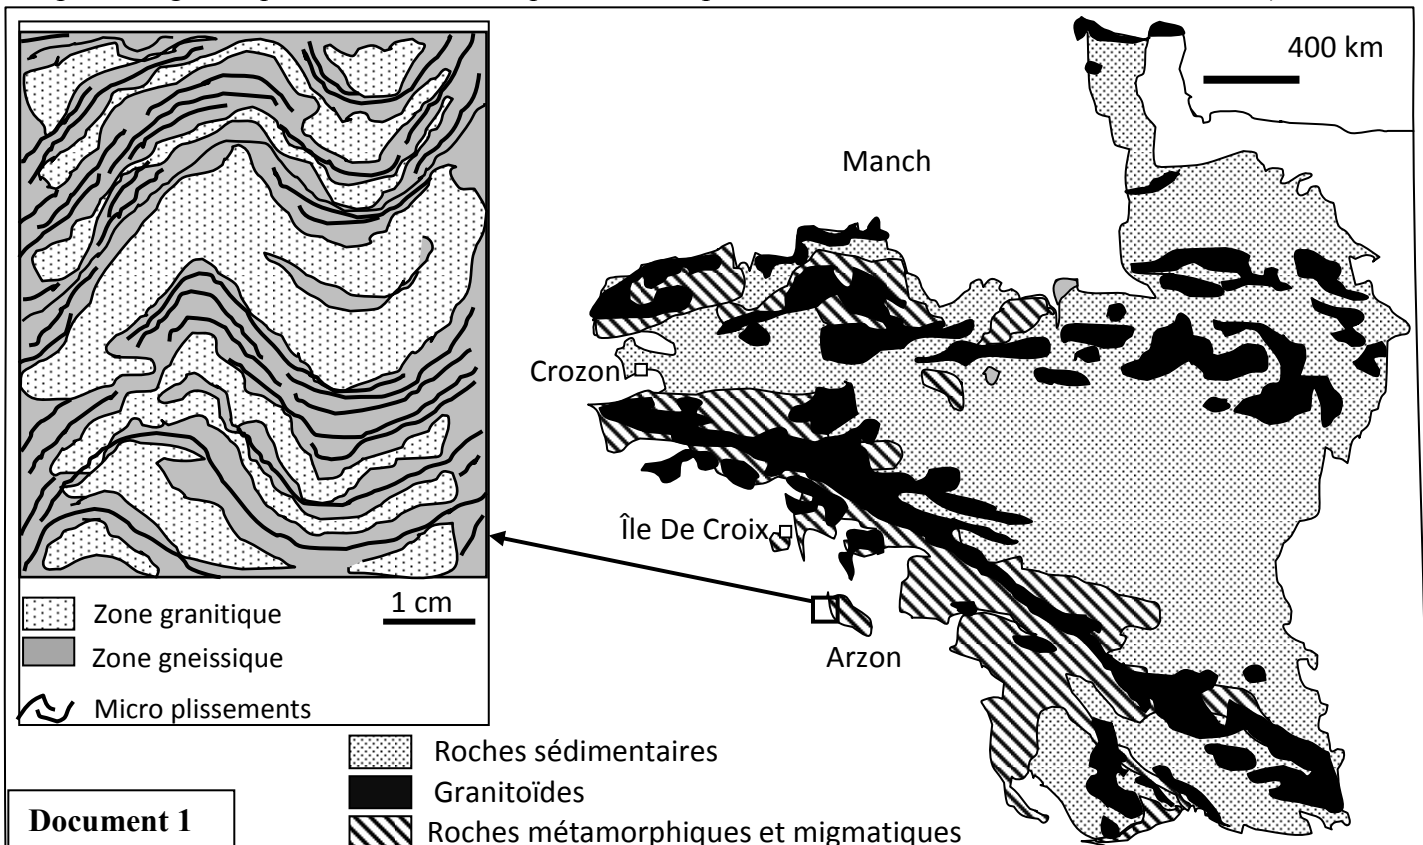 400 km
Manch
Crozon
Île De Croix
Arzon
1 cm
Zone granitique
Zone gneissique
Micro plissements
Roches sédimentaires
Granitoïdes
Roches métamorphiques et migmatiques
Document 1